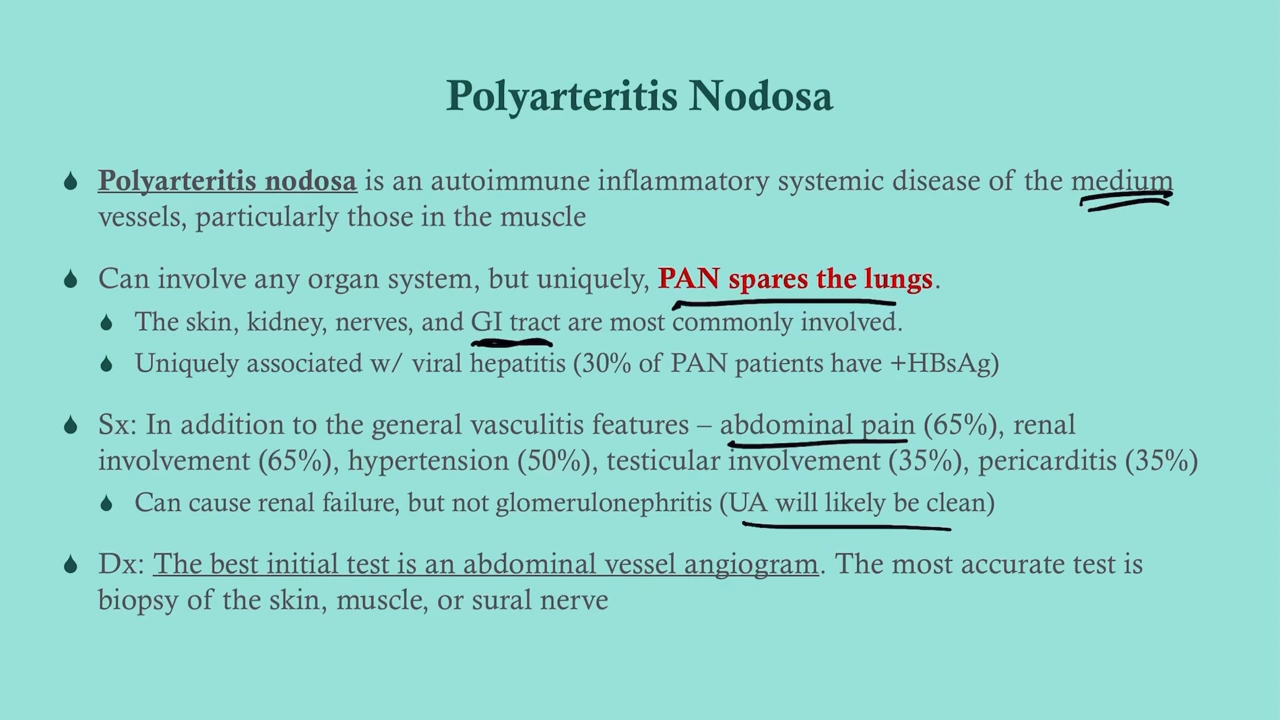 Polyarteritis Nodosa
Polyarteritis nodosa is an autoimmune inflammatory systemic disease of the medium
vessels, particularly those in the muscle
Can involve any organ system, but uniquely, PAN spares the lungs.
The skin, kidney, nerves, and GI tract are most commonly involved.
Uniquely associated w/ viral hepatitis (30% of PAN patients have +HBsAg)
Sx: In addition to the general vasculitis features – abdominal pain (65%), renal
involvement (65%), hypertension (50%), testicular involvement (35%), pericarditis (35%)
Can cause renal failure, but not glomerulonephritis (UA will likely be clean)
Dx: The best initial test is an abdominal vessel angiogram. The most accurate test is
biopsy of the skin, muscle, or sural nerve